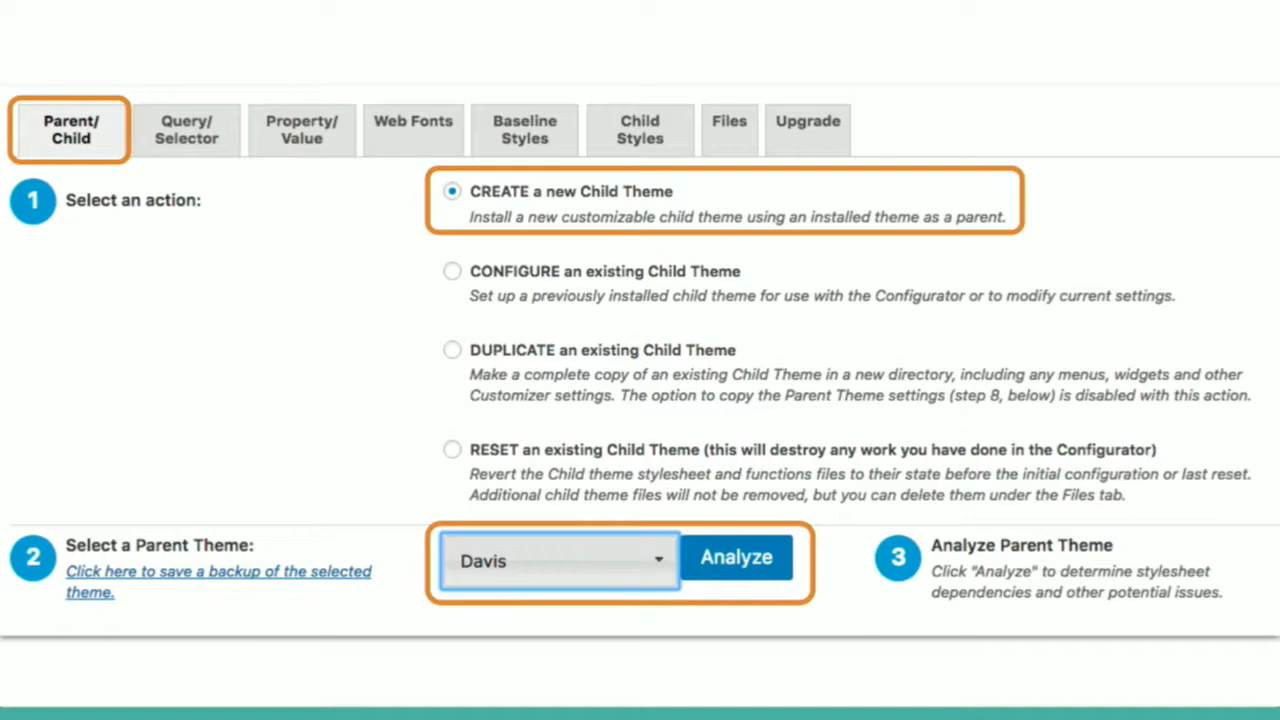 Parent/
Child
Query/
Selector
Property/
Value
Web Fonts
Baseline
Styles
Child
Styles
Files
Upgrade
1
Select an action:
CREATE a new Child Theme
Install a new customizable child theme using an installed theme as a parent.
CONFIGURE an existing Child Theme
Set up a previously installed child theme for use with the Configurator or to modify current settings.
DUPLICATE an existing Child Theme
Make a complete copy of an existing Child Theme in a new directory, including any menus, widgets and other
Customizer settings. The option to copy the Parent Theme settings (step 8, below) is disabled with this action.
RESET an existing Child Theme (this will destroy any work you have done in the Configurator)
Revert the Child theme stylesheet and functions files to their state before the initial configuration or last reset.
Additional child theme files will not be removed, but you can delete them under the Files tab.
2
Select a Parent Theme:
Click here to save a backup of the selected
theme.
Davis
Analyze
3
Analyze Parent Theme
Click "Analyze" to determine stylesheet
dependencies and other potential issues.